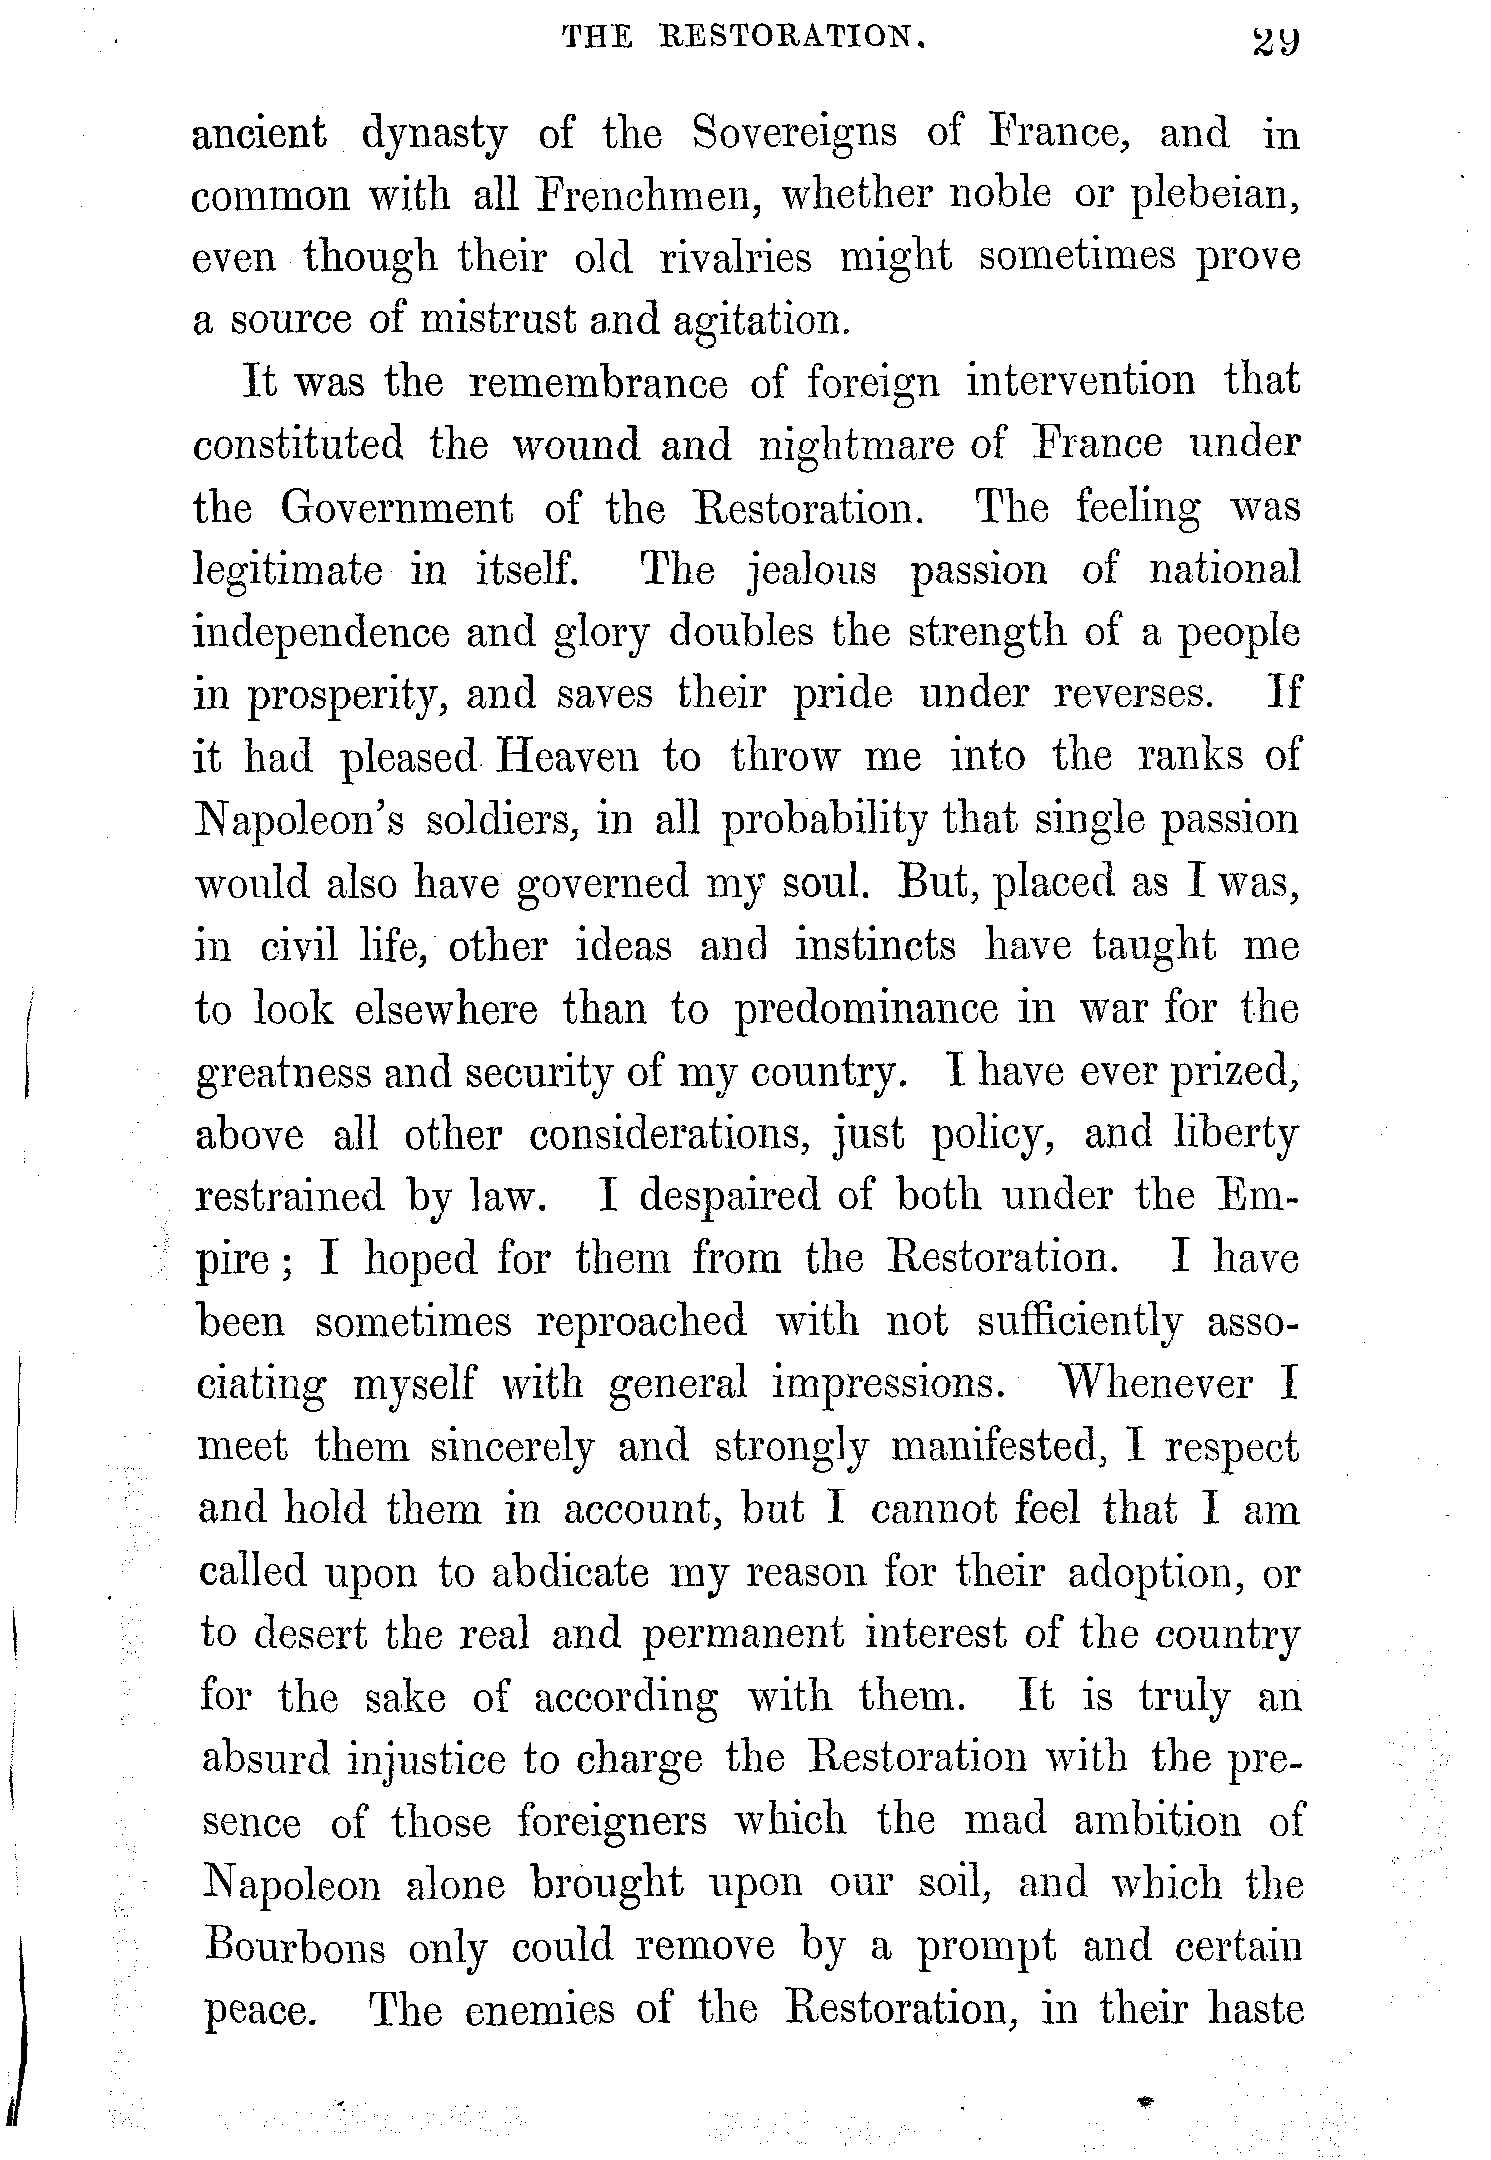 THE RESTORATION. 29
ancient dynasty of the Sovereigns of France, and in
common with all Frenchmen, whether noble or plebeian,
even though their old rivalries might sometimes prove
a source of mistrust and agitation.
It was the remembrance of foreign intervention that
constituted the wound and nightmare of France under
the Government of the Restoration. The feeling was
legitimate in itself. The jealous passion of national
independence and glory doubles the strength of a people
in prosperity, and saves their pride under reverses. If
it had pleased Heaven to throw me into the ranks of
Napoleon's soldiers, in all probability that single passion
would also have governed my soul. But, placed as I was,
in civil life, other ideas and instincts have taught me
to look elsewhere than to predominance in war for the
greatness and security of my country. I have ever prized,
above all other considerations, just policy, and liberty
restrained by law. I despaired of both under the Em-
pire ; I hoped for them from the Restoration. I have
been sometimes reproached with not sufficiently asso-
ciating myself with general impressions. Whenever I
meet them sincerely and strongly manifested, I respect
and hold them in account, but I cannot feel that I am
called upon to abdicate my reason for their adoption, or
to desert the real and permanent interest of the country
for the sake of according with them. It is truly an
absurd injustice to charge the Restoration with the pre-
sence of those foreigners which the mad ambition of
Napoleon alone brought upon our soil, and which the
Bourbons only could remove by a prompt and certain
peace. The enemies of the Restoration, in their haste